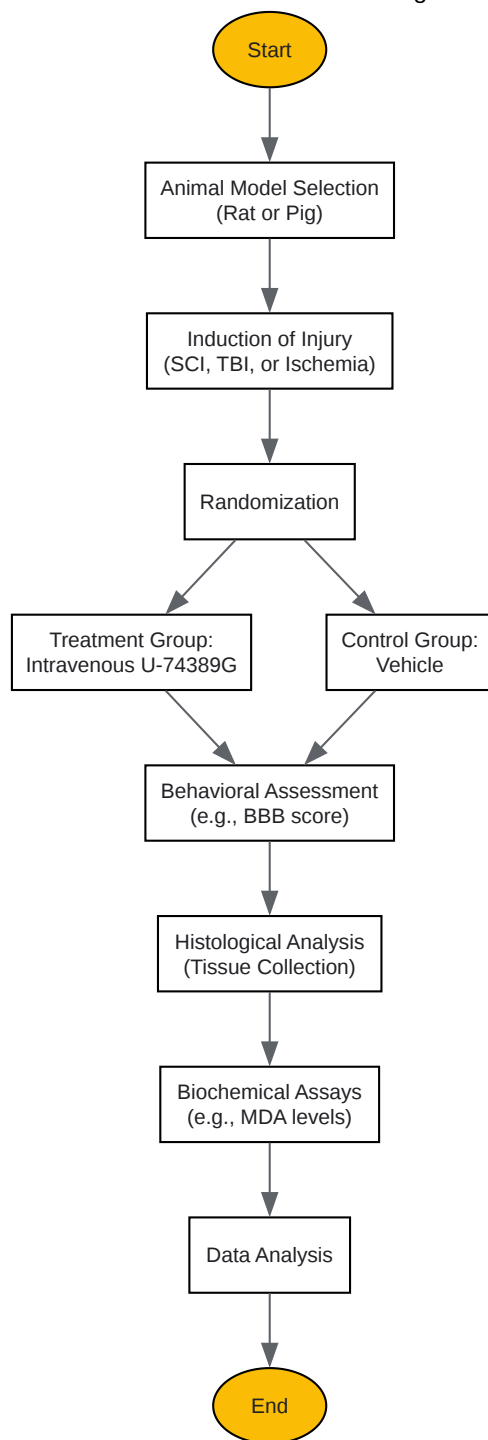 Start
Animal Model Selection
(Rat or Pig)
Induction of Injury
(SCI, TBI, or Ischemia)
Randomization
Treatment Group:
Intravenous U-74389G
Control Group:
Vehicle
Behavioral Assessment
(e.g., BBB score)
Histological Analysis
(Tissue Collection)
Biochemical Assays
(e.g., MDA levels)
Data Analysis
End